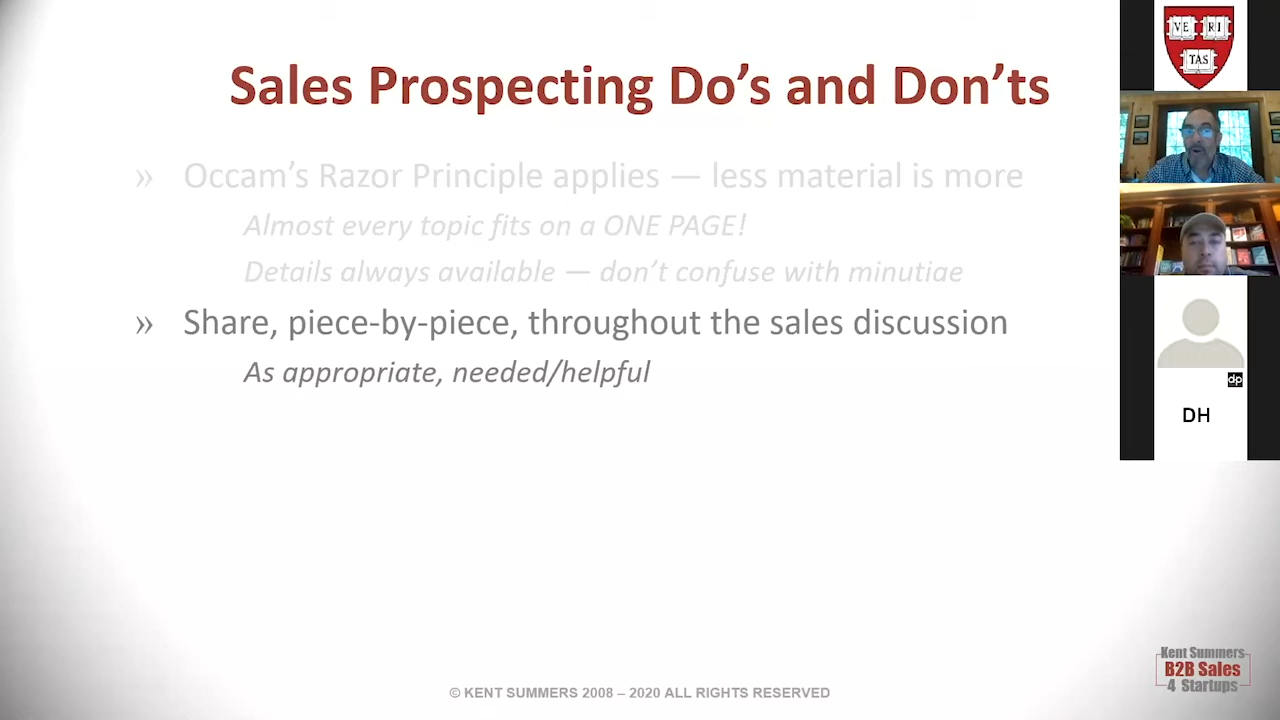 Sales Prospecting Do’s and Don’ts
» Occam’s Razor Principle applies — less material is more
Almost every topic fits on a ONE PAGE!
Details always available — don’t confuse with minutiae
» Share, piece-by-piece, throughout the sales discussion
As appropriate, needed/helpful
VE RI
TAS
dp
DH
Kent Summers
B2B Sales
4 Startups
© KENT SUMMERS 2008 – 2020 ALL RIGHTS RESERVED